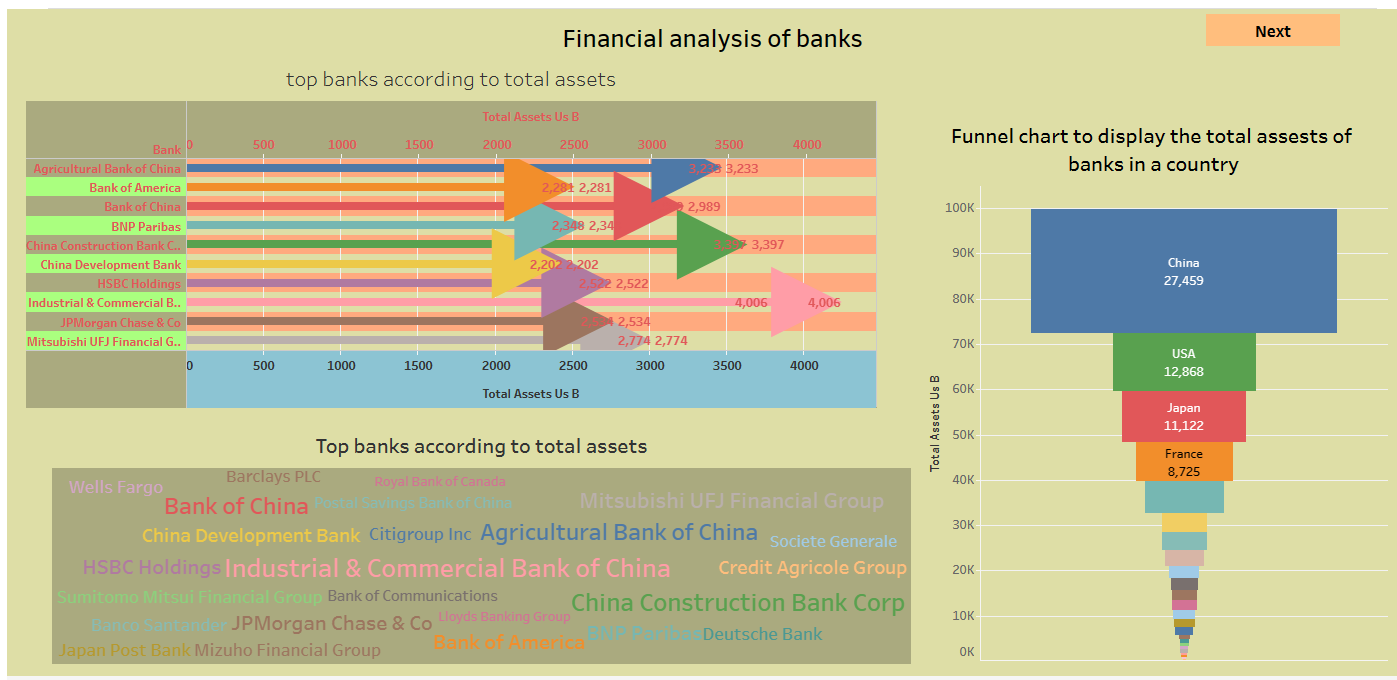 Financial analysis of banks
Next
top banks according to total assets
Total Assets Us B
Bank
0 500 1000 1500 2000 2500 3000 3500 4000
Agricultural Bank of China 3,233 3,233
Bank of America 2,281 2,281
Bank of China 2,989
BNP Paribas 2,348
China Construction Bank C.. 3,397 3,397
China Development Bank 2,202 2,202
HSBC Holdings 2,522 2,522
Industrial & Commercial B.. 4,006 4,006
JPMorgan Chase & Co 2,534
Mitsubishi UFJ Financial G.. 2,774 2,774
0 500 1000 1500 2000 2500 3000 3500 4000
Total Assets Us B
Top banks according to total assets
Barclays PLC
Wells Fargo Royal Bank of Canada
Bank of China Postal Savings Bank of China Mitsubishi UFJ Financial Group
China Development Bank Citigroup Inc Agricultural Bank of China Societe Generale
HSBC Holdings Industrial & Commercial Bank of China Credit Agricole Group
Sumitomo Mitsui Financial Group Bank of Communications China Construction Bank Corp
Banco Santander JPMorgan Chase & Co Lloyds Banking Group
Bank of America BNP Paribas Deutsche Bank
Japan Post Bank Mizuho Financial Group
Funnel chart to display the total assests of
banks in a country
Total Assets Us B
100K
90K
80K
70K
60K
50K
40K
30K
20K
10K
0K
China
27,459
USA
12,868
Japan
11,122
France
8,725